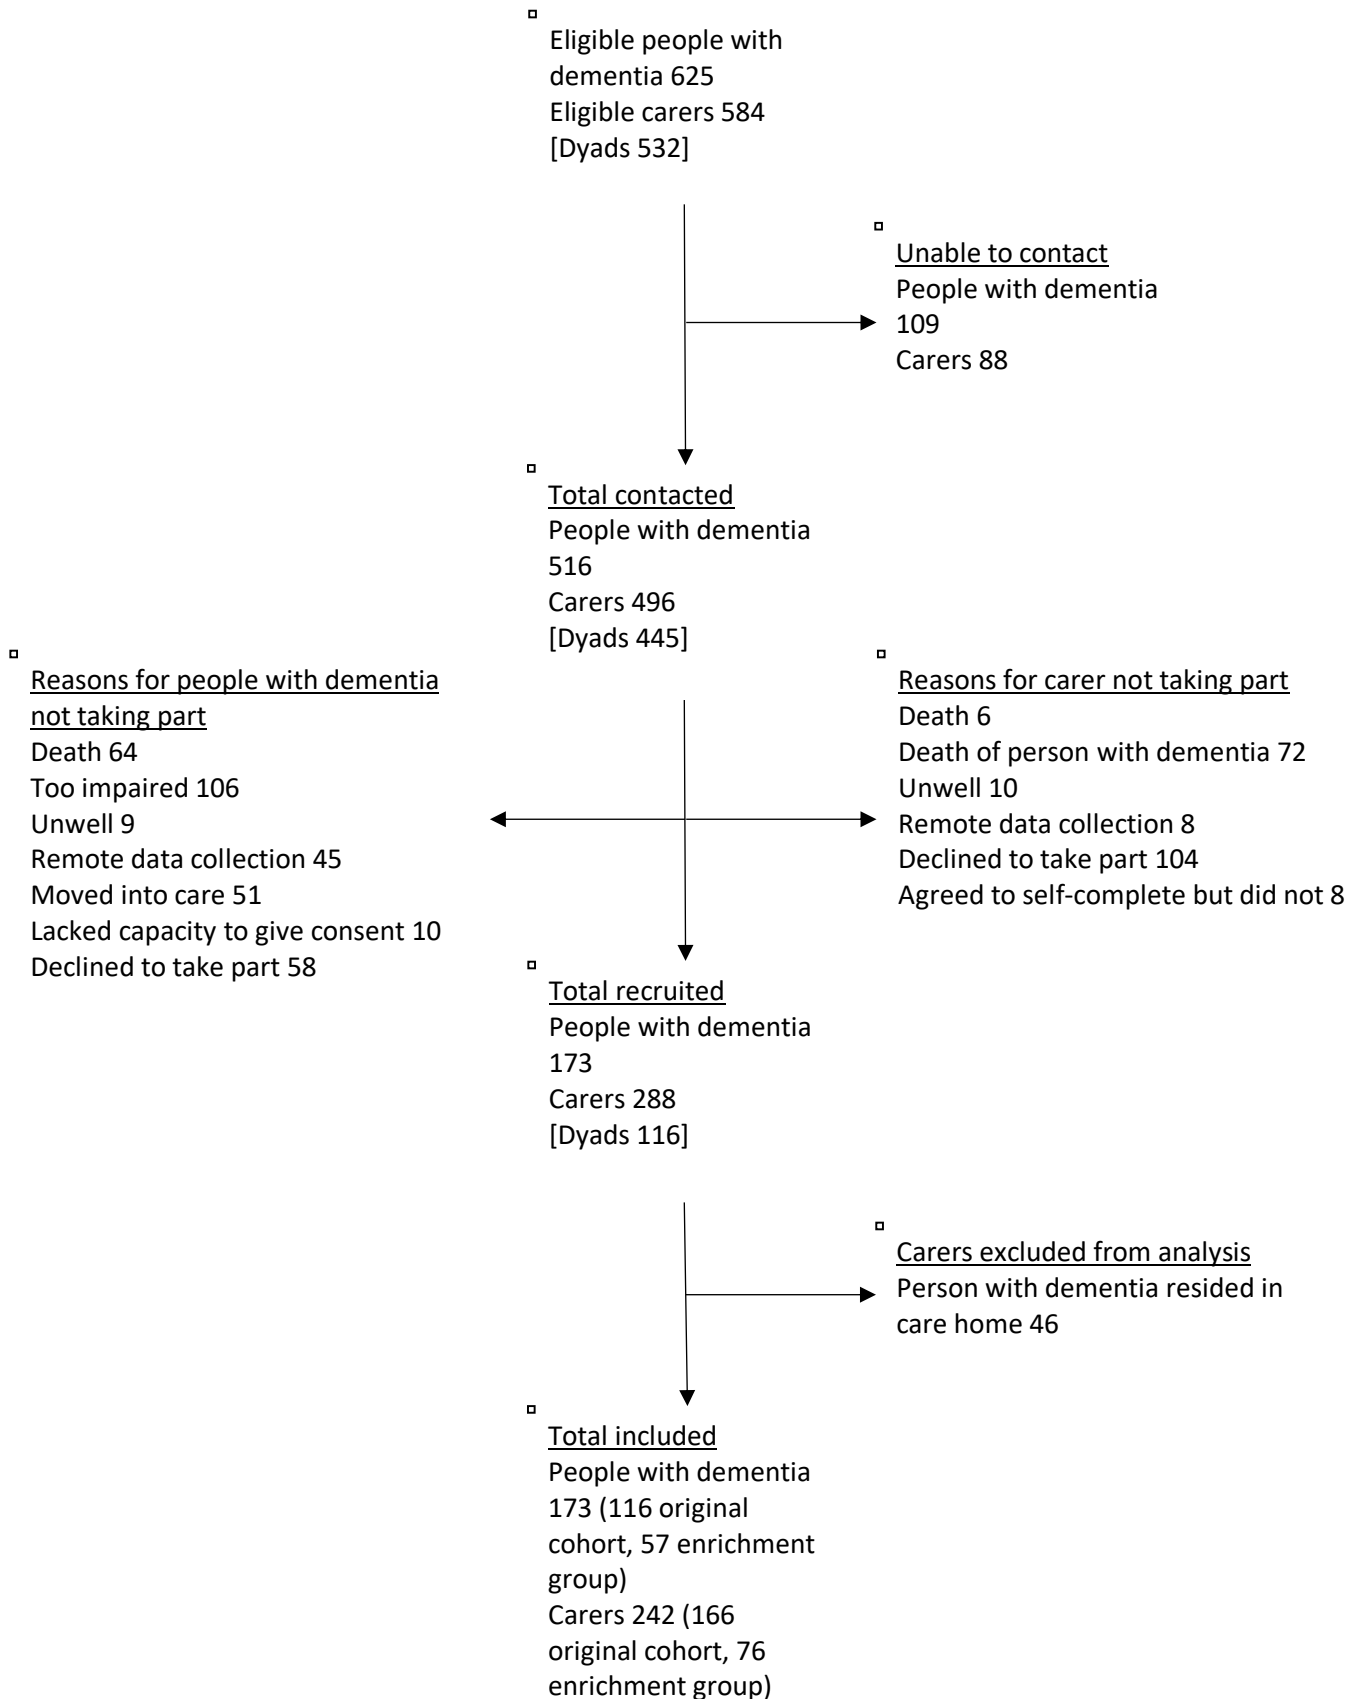 Eligible people with
dementia 625
Eligible carers 584
[Dyads 532]
Unable to contact
People with dementia
109
Carers 88
Total contacted
People with dementia
516
Carers 496
[Dyads 445]
Reasons for people with dementia
not taking part
Death 64
Too impaired 106
Unwell 9
Remote data collection 45
Moved into care 51
Lacked capacity to give consent 10
Declined to take part 58
Reasons for carer not taking part
Death 6
Death of person with dementia 72
Unwell 10
Remote data collection 8
Declined to take part 104
Agreed to self-complete but did not 8
Total recruited
People with dementia
173
Carers 288
[Dyads 116]
Carers excluded from analysis
Person with dementia resided in
care home 46
Total included
People with dementia
173 (116 original
cohort, 57 enrichment
group)
Carers 242 (166
original cohort, 76
enrichment group)